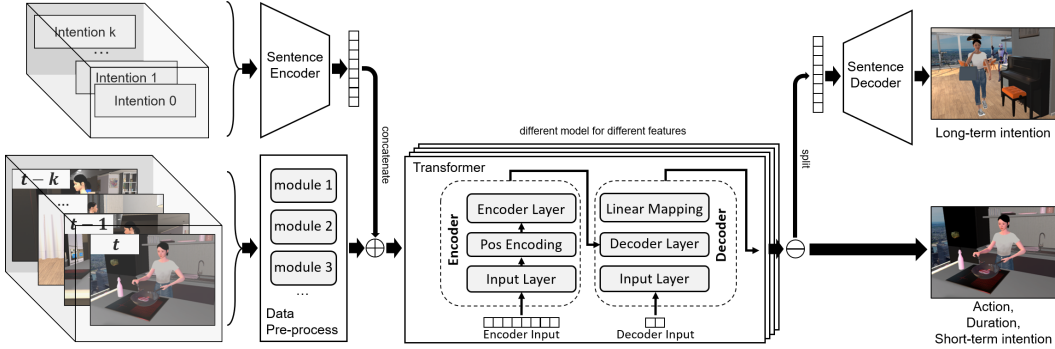 Intention k
...
Intention 1
Intention 0
Sentence
Encoder
concatenate
t − k
...
t − 1
t
module 1
module 2
module 3
...
Data
Pre-process
different model for different features
Transformer
Encoder
Encoder Layer
Pos Encoding
Input Layer
Encoder Input
Linear Mapping
Decoder Layer
Input Layer
Decoder
Decoder Input
split
Sentence
Decoder
Long-term intention
Action,
Duration,
Short-term intention